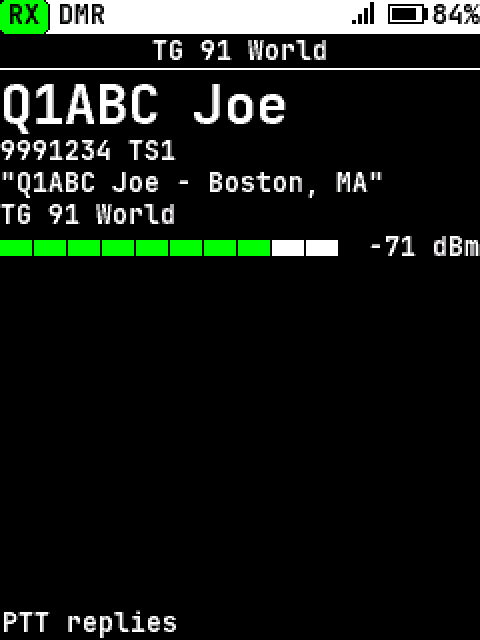 RX DMR 84%
TG 91 World
Q1ABC Joe
9991234 TS1
"Q1ABC Joe - Boston, MA"
TG 91 World
-71 dBm
PTT replies